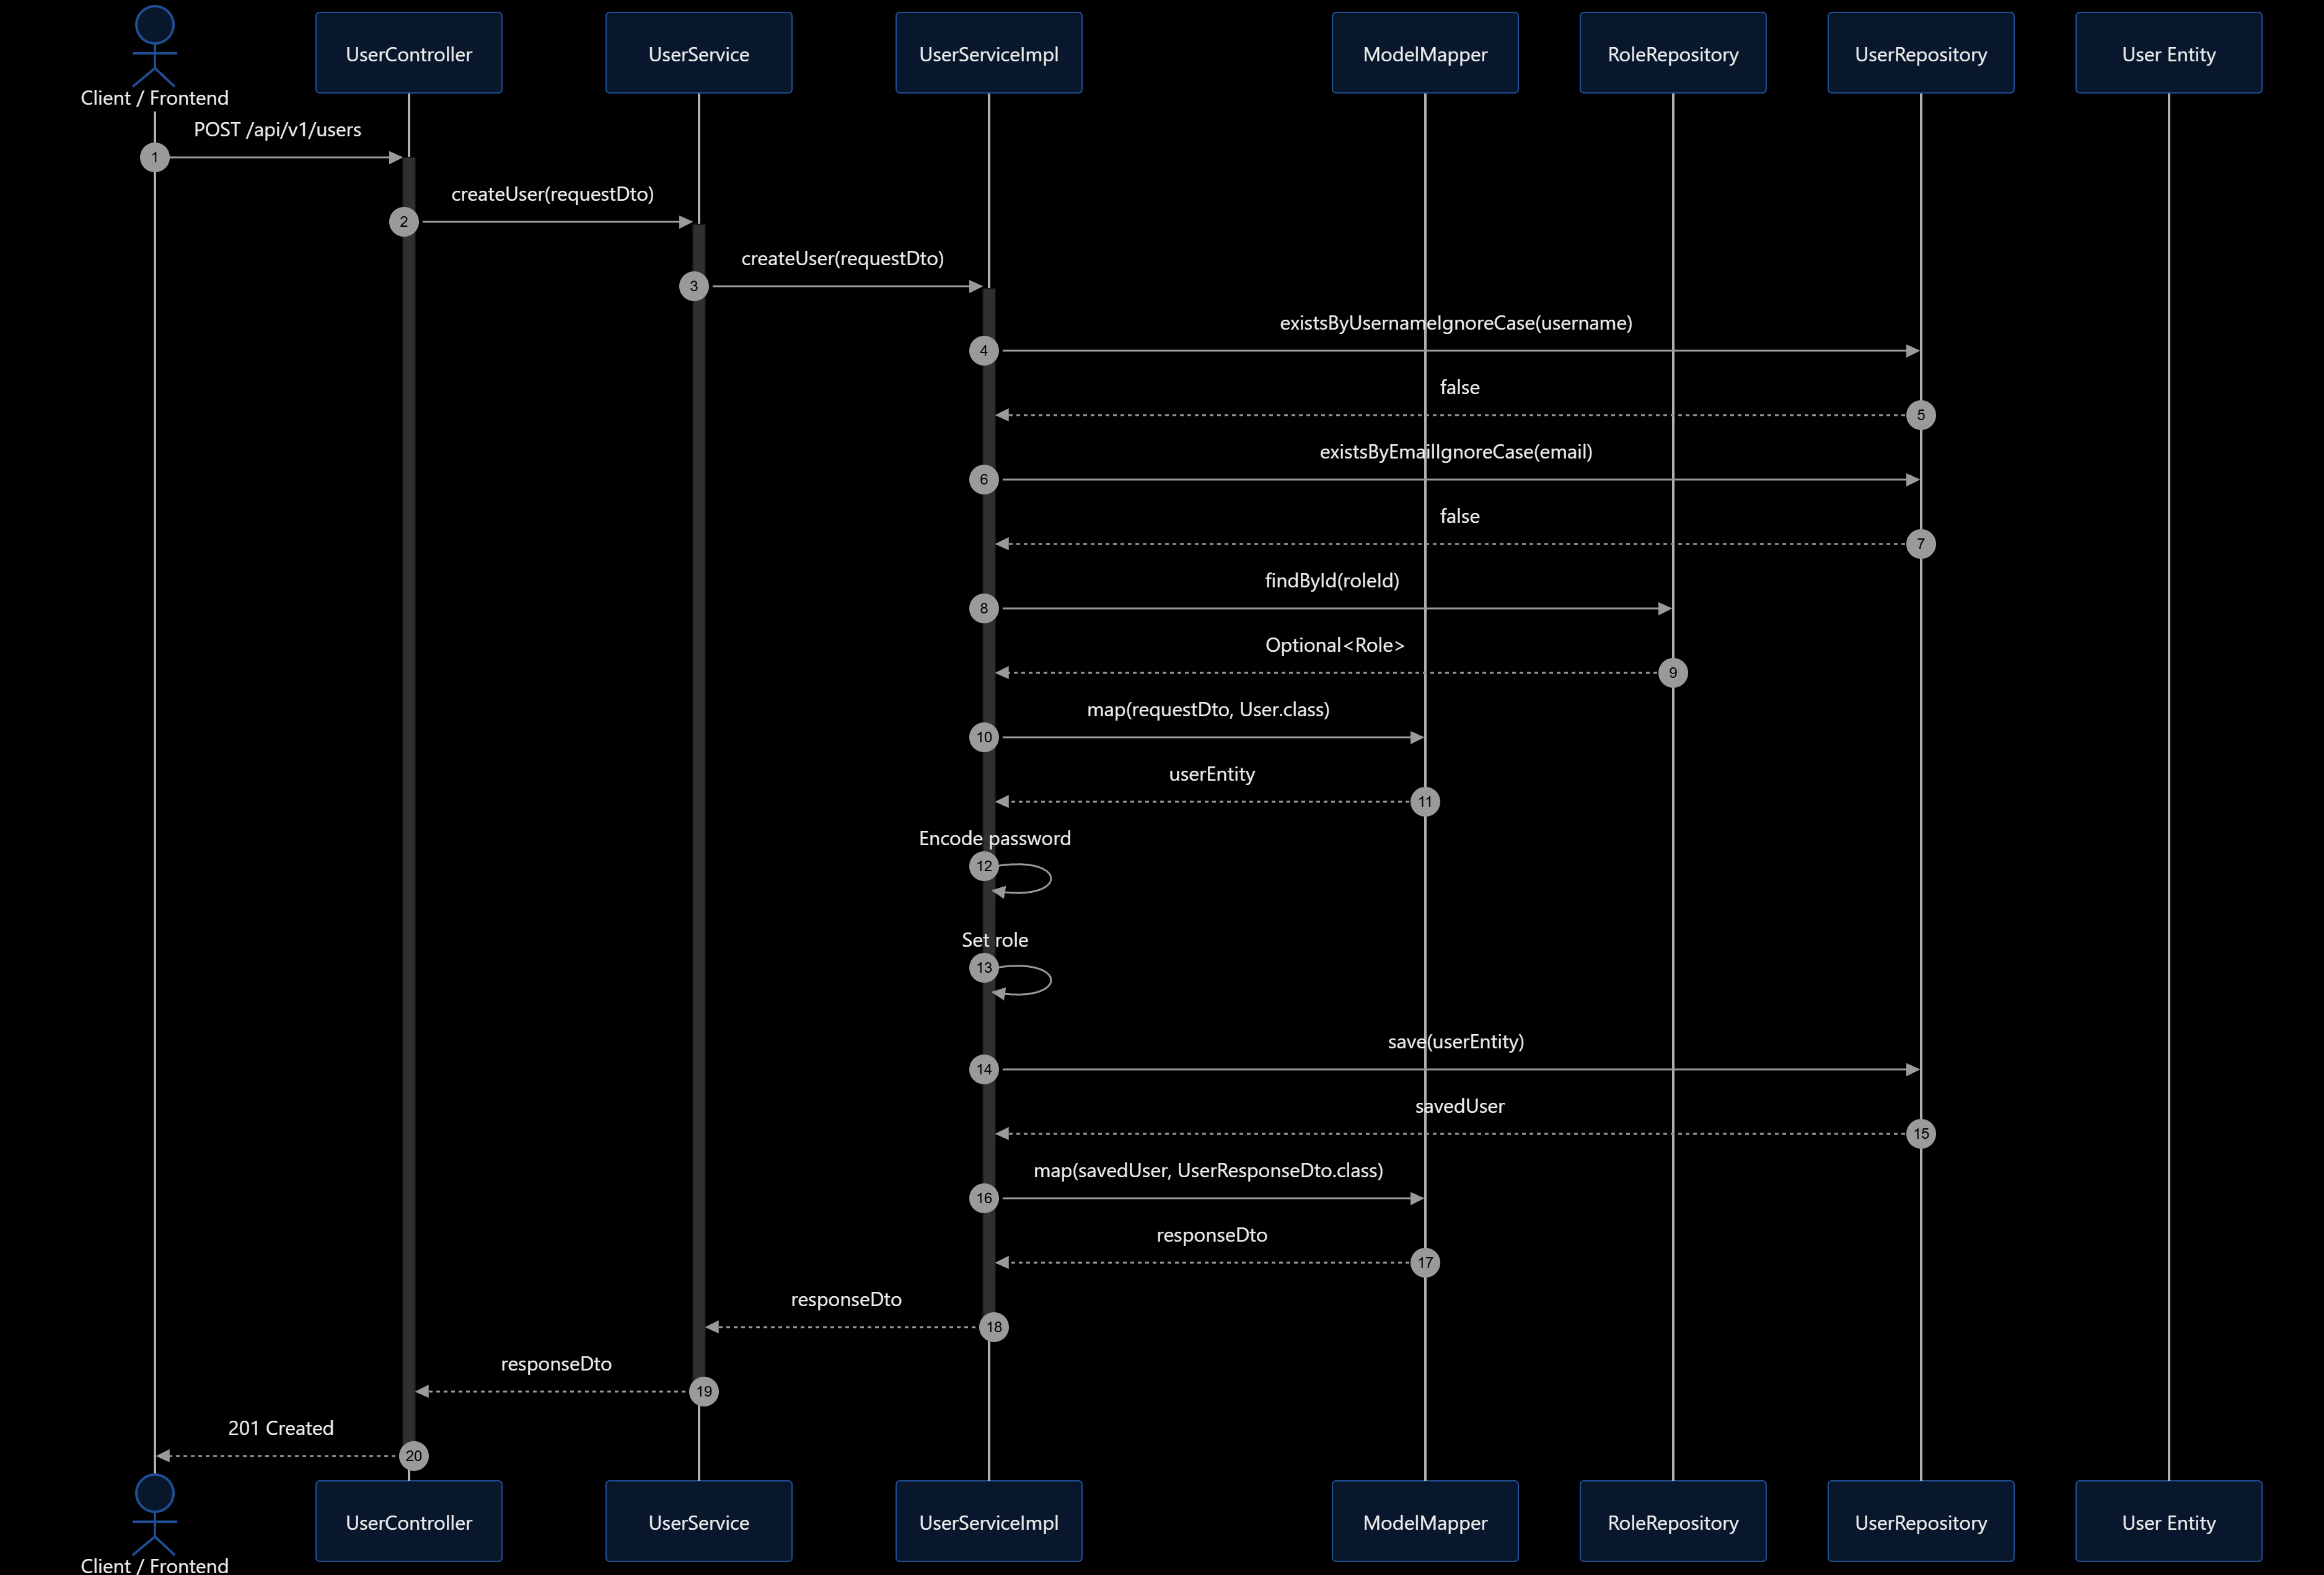 Client / Frontend
UserController
UserService
UserServiceImpl
ModelMapper
RoleRepository
UserRepository
User Entity
POST /api/v1/users
1
createUser(requestDto)
2
createUser(requestDto)
3
existsByUsernameIgnoreCase(username)
4
false
5
existsByEmailIgnoreCase(email)
6
false
7
findById(roleId)
8
Optional<Role>
9
map(requestDto, User.class)
10
userEntity
11
Encode password
12
Set role
13
save(userEntity)
14
savedUser
15
map(savedUser, UserResponseDto.class)
16
responseDto
17
responseDto
18
responseDto
19
201 Created
20
Client / Frontend
UserController
UserService
UserServiceImpl
ModelMapper
RoleRepository
UserRepository
User Entity